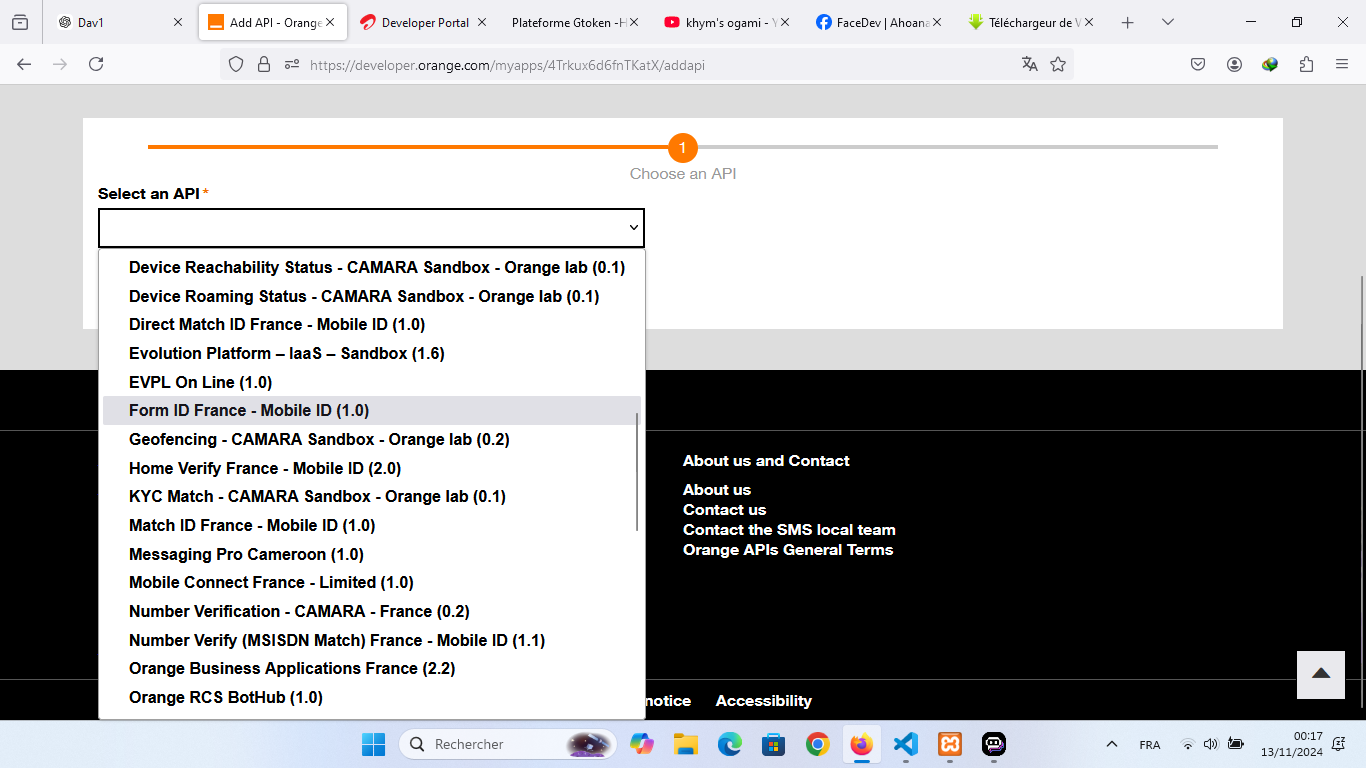 Dav1
Add API - Orange
Developer Portal
Plateforme Gtoken -H
khym's ogami - Y
FaceDev | Ahoana
Téléchargeur de V
https://developer.orange.com/myapps/4Trkux6d6fnTKatX/addapi
1
Choose an API
Select an API *
Device Reachability Status - CAMARA Sandbox - Orange lab (0.1)
Device Roaming Status - CAMARA Sandbox - Orange lab (0.1)
Direct Match ID France - Mobile ID (1.0)
Evolution Platform – IaaS – Sandbox (1.6)
EVPL On Line (1.0)
Form ID France - Mobile ID (1.0)
Geofencing - CAMARA Sandbox - Orange lab (0.2)
Home Verify France - Mobile ID (2.0)
KYC Match - CAMARA Sandbox - Orange lab (0.1)
Match ID France - Mobile ID (1.0)
Messaging Pro Cameroon (1.0)
Mobile Connect France - Limited (1.0)
Number Verification - CAMARA - France (0.2)
Number Verify (MSISDN Match) France - Mobile ID (1.1)
Orange Business Applications France (2.2)
Orange RCS BotHub (1.0)
About us and Contact
About us
Contact us
Contact the SMS local team
Orange APIs General Terms
notice
Accessibility
Rechercher
FRA
00:17
13/11/2024